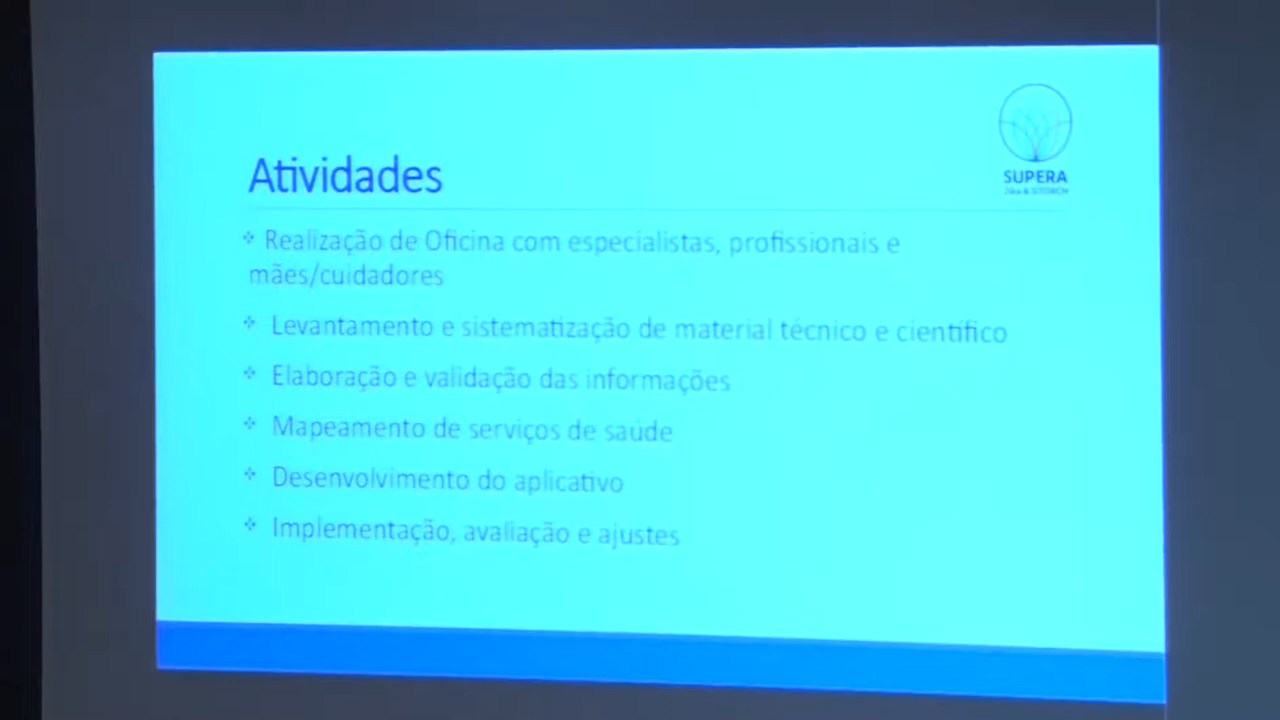 SUPERA
Atividades
Realização de Oficina com especialistas, profissionais e
mães/cuidadores
Levantamento e sistematização de material técnico e científico
Elaboração e validação das informações
Mapeamento de serviços de saúde
Desenvolvimento do aplicativo
Implementação, avaliação e ajustes